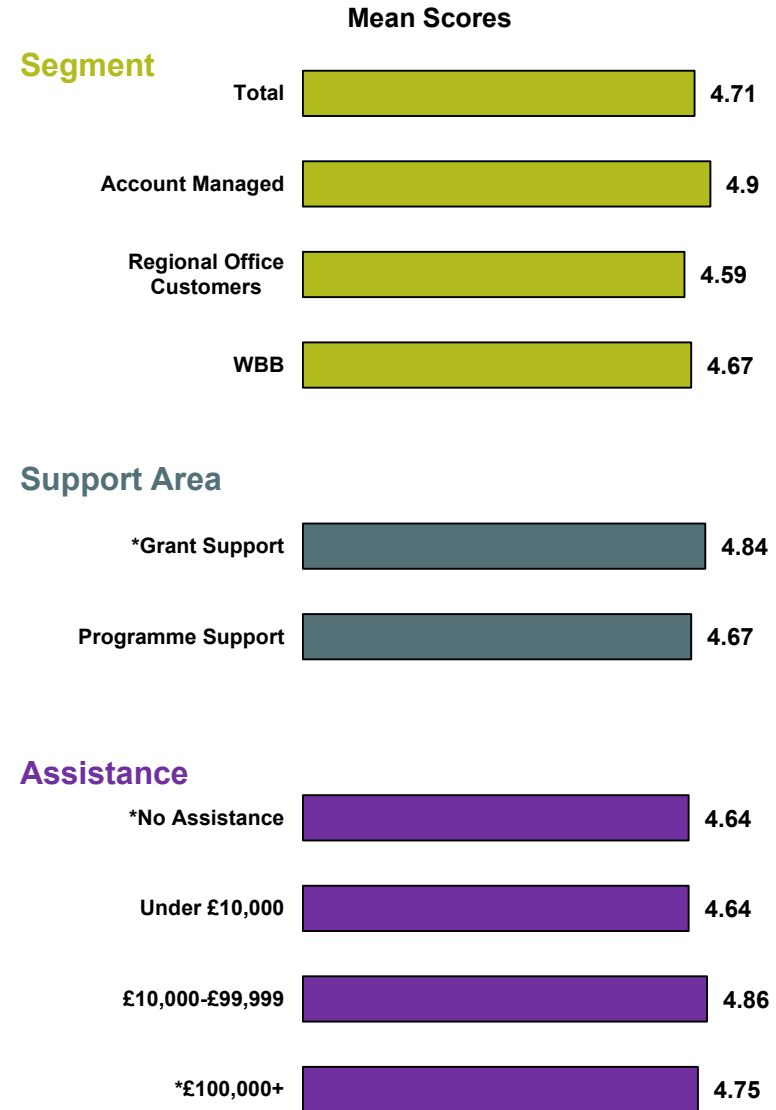 Mean Scores
Segment
Total 4.71
Account Managed 4.9
Regional Office
Customers 4.59
WBB 4.67
Support Area
*Grant Support 4.84
Programme Support 4.67
Assistance
*No Assistance 4.64
Under £10,000 4.64
£10,000-£99,999 4.86
*£100,000+ 4.75